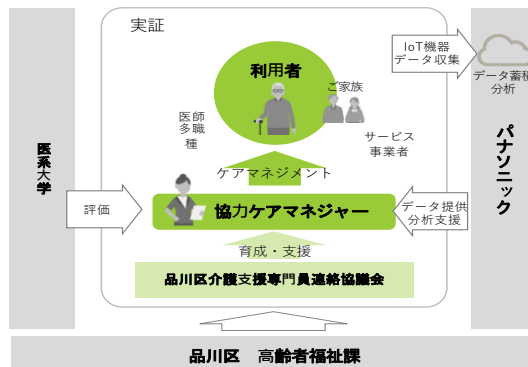 実証
IoT機器
データ収集
データ蓄積
分析
利用者
ご家族
医師
多職
種
サービス
事業者
医系大学
パナソニック
ケアマネジメント
評価
協力ケアマネジャー
データ提供
分析支援
育成・支援
品川区介護支援専門員連絡協議会
品川区 高齢者福祉課